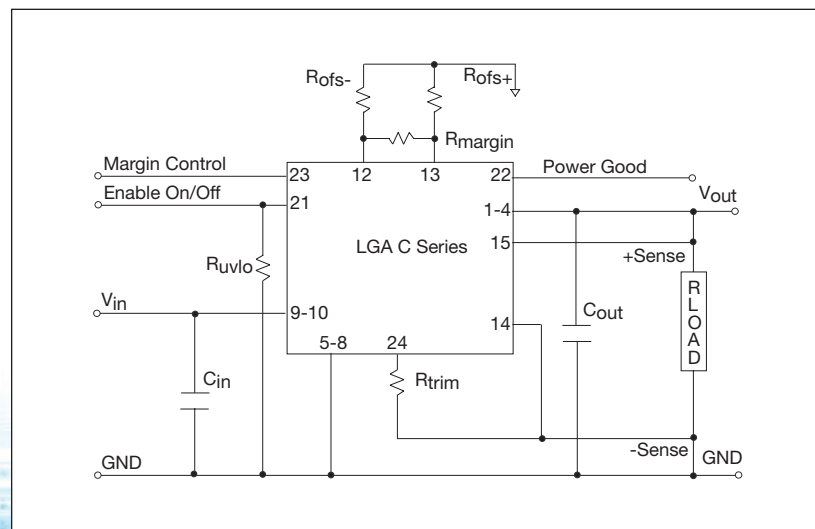 Rofs-
Rofs+
Rmargin
Margin Control
23
12
13
22
Power Good
Enable On/Off
21
1-4
Vout
LGA C Series
15
+Sense
Ruvlo
Vin
9-10
14
Cout
RLOAD
5-8
24
Cin
Rtrim
GND
-Sense
GND